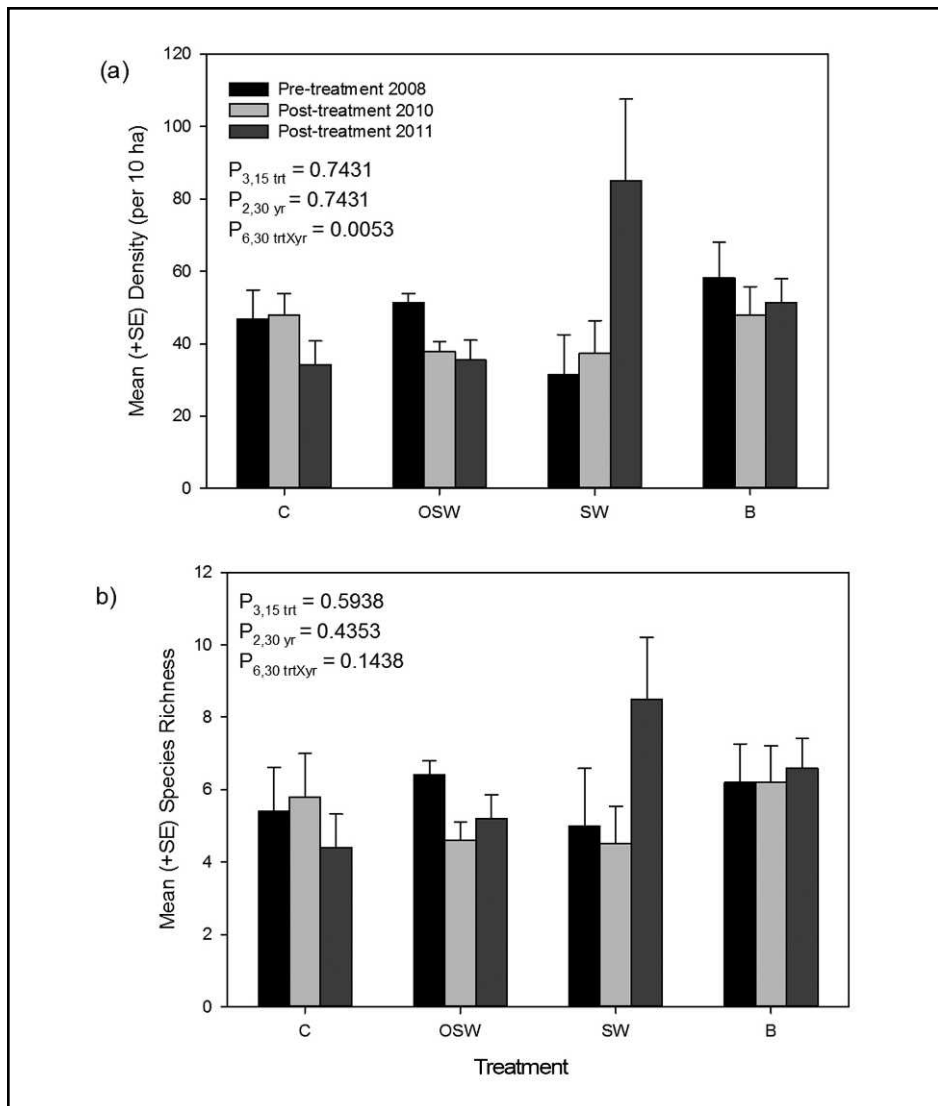 (a)
Mean (+SE) Density (per 10 ha)
120
100
80
60
40
20
0
Pre-treatment 2008
Post-treatment 2010
Post-treatment 2011
P3,15 trt = 0.7431
P2,30 yr = 0.7431
P6,30 trtXyr = 0.0053
C OSW SW B
b)
Mean (+SE) Species Richness
12
10
8
6
4
2
0
P3,15 trt = 0.5938
P2,30 yr = 0.4353
P6,30 trtXyr = 0.1438
C OSW SW B
Treatment